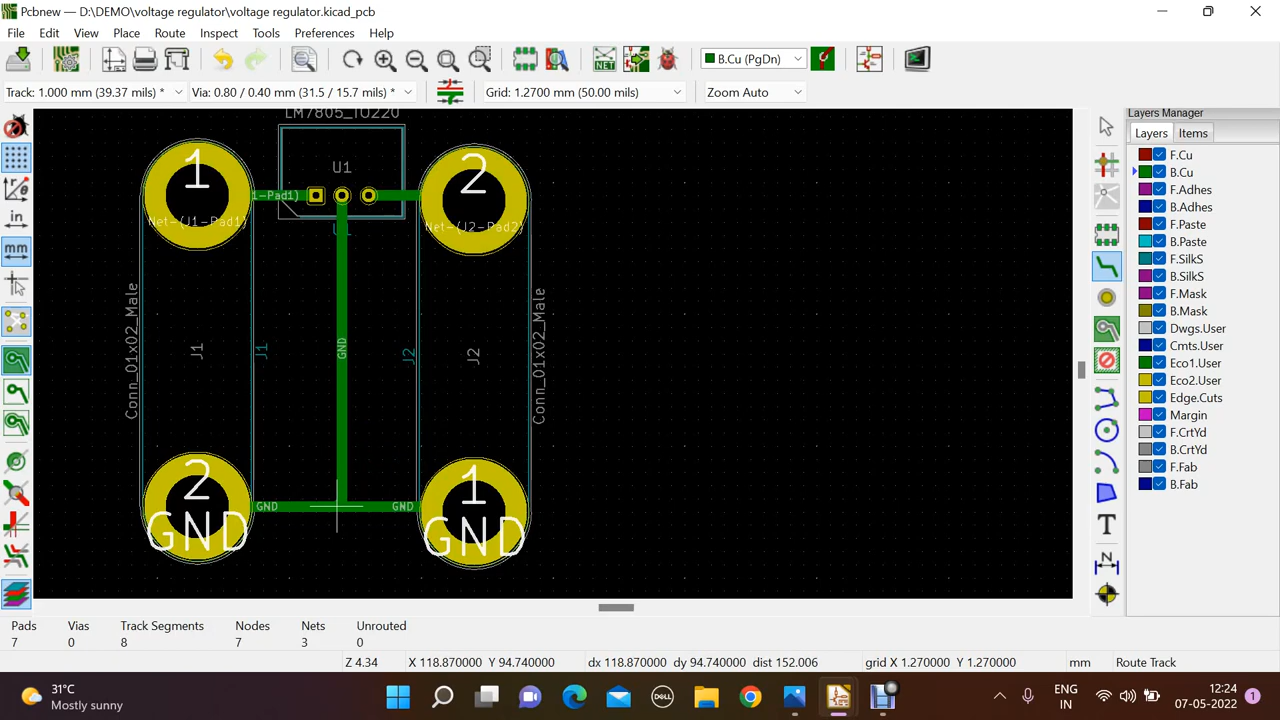 Pcbnew — D:\DEMO\voltage regulator\voltage regulator.kicad_pcb
File Edit View Place Route Inspect Tools Preferences Help
NET
B.Cu (PgDn)
Track: 1.000 mm (39.37 mils) *
Via: 0.80 / 0.40 mm (31.5 / 15.7 mils) *
Grid: 1.2700 mm (50.00 mils)
Zoom Auto
in
mm
LM7805_TO220
U1
1
Net-(J1-Pad1)
1-Pad1)
2
Net-(J2-Pad2)
Conn_01x02_Male
J1
J1
GND
J2
J2
Conn_01x02_Male
2
GND
GND
GND
1
GND
Layers Manager
Layers Items
F.Cu
B.Cu
F.Adhes
B.Adhes
F.Paste
B.Paste
F.SilkS
B.SilkS
F.Mask
B.Mask
Dwgs.User
Cmts.User
Eco1.User
Eco2.User
Edge.Cuts
Margin
F.CrtYd
B.CrtYd
F.Fab
B.Fab
T
N
Pads Vias Track Segments Nodes Nets Unrouted
7 0 8 7 3 0
Z 4.34 X 118.870000 Y 94.740000 dx 118.870000 dy 94.740000 dist 152.006 grid X 1.270000 Y 1.270000 mm Route Track
31°C
Mostly sunny
DELL
ENG
IN
12:24
07-05-2022
1